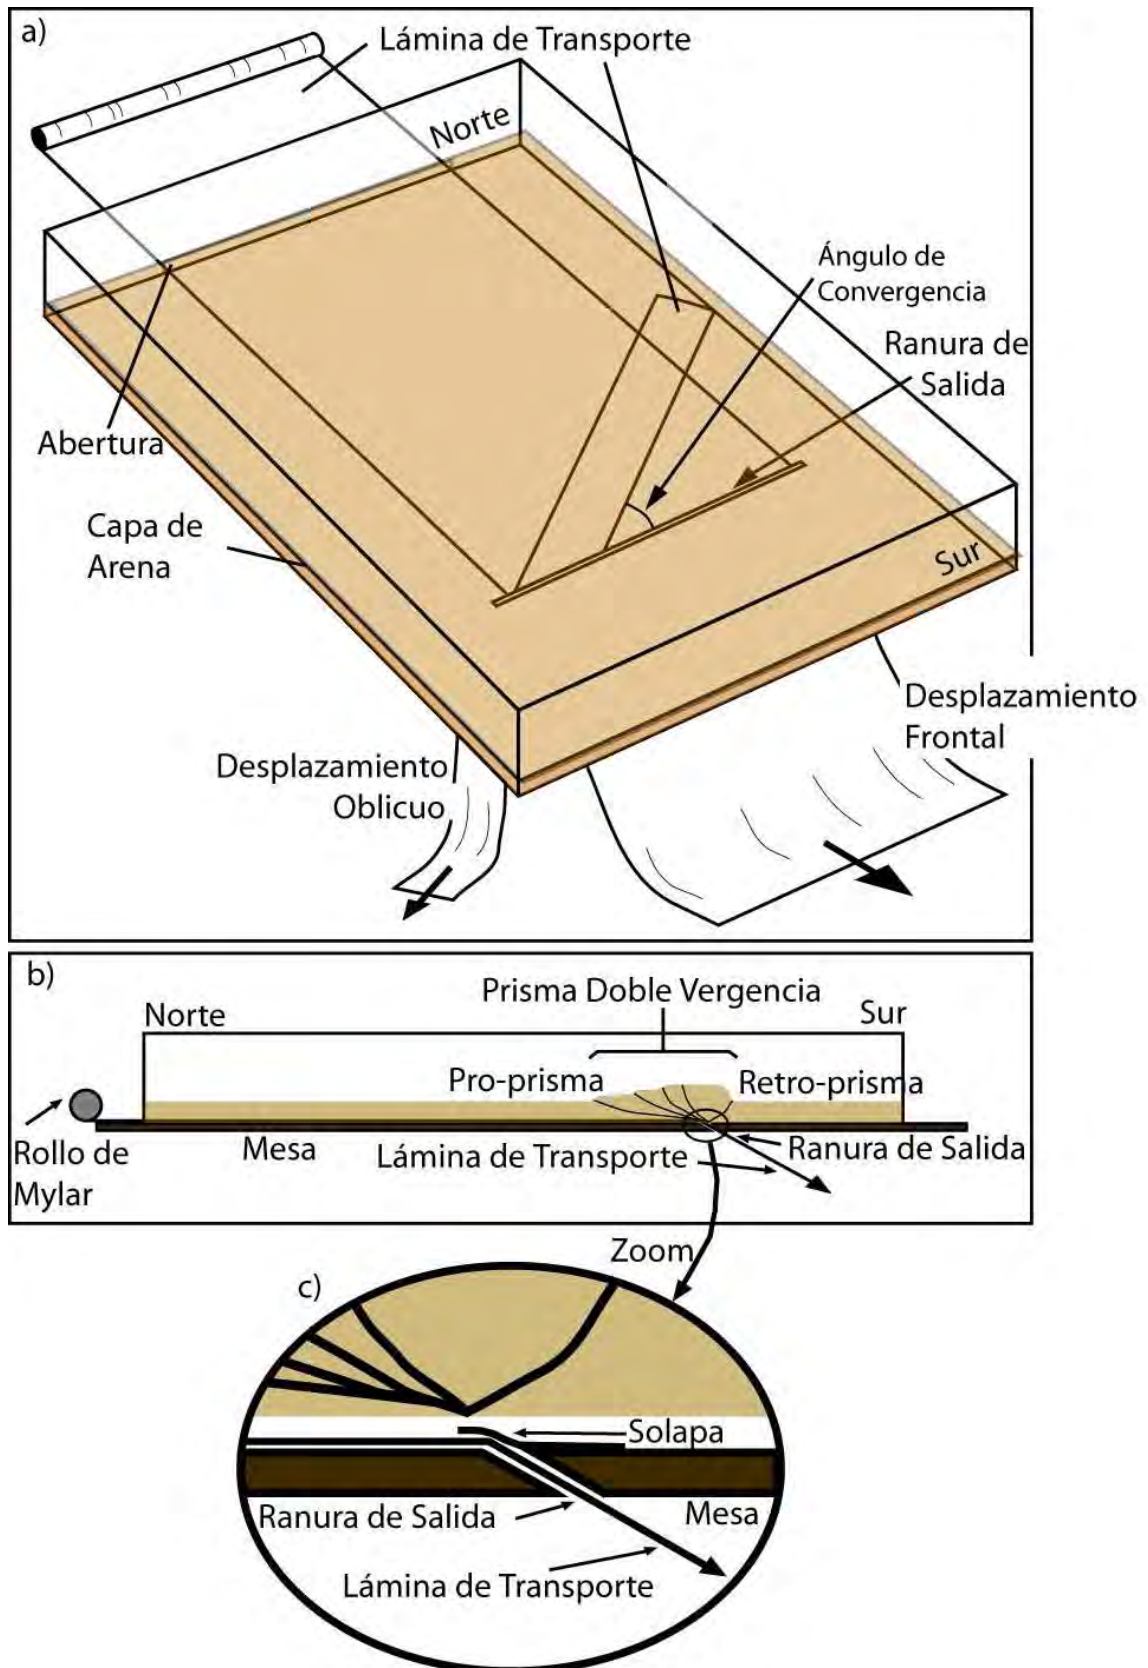 a)
Lámina de Transporte
Norte
Ángulo de
Convergencia
Ranura de
Salida
Abertura
Capa de
Arena
Sur
Desplazamiento
Frontal
Desplazamiento
Oblicuo
b)
Prisma Doble Vergencia
Norte
Sur
Pro-prisma
Retro-prisma
Rollo de
Mylar
Mesa
Lámina de Transporte
Ranura de Salida
Zoom
c)
Solapa
Ranura de Salida
Mesa
Lámina de Transporte